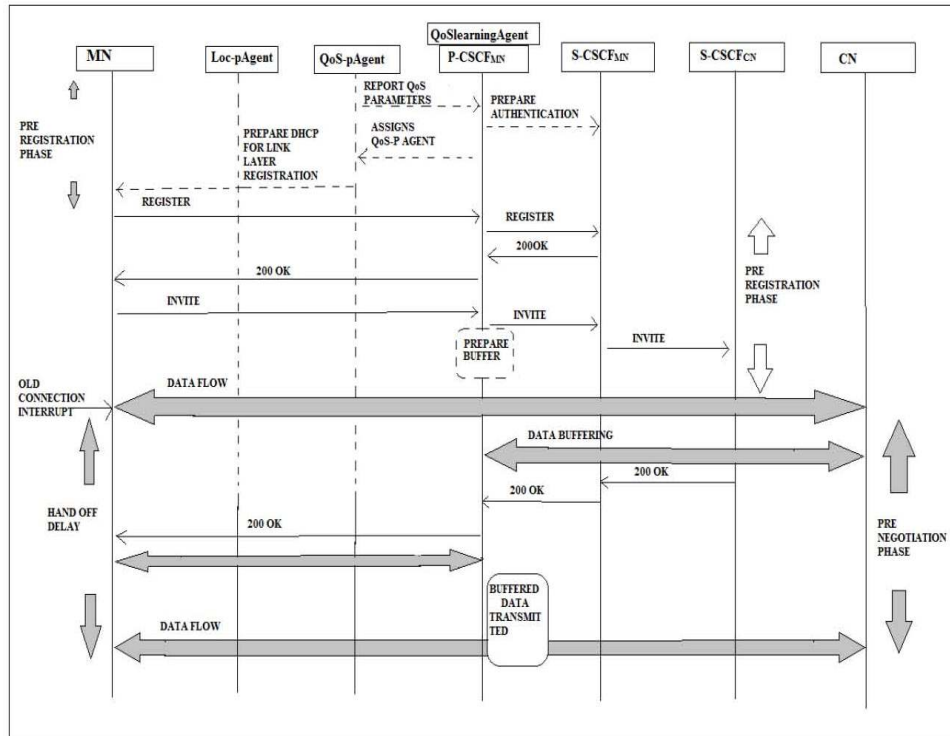 QoSlearningAgent
MN
Loc-pAgent
QoS-pAgent
P-CSCFMN
S-CSCFMN
S-CSCFCN
CN
REPORT QoS
PARAMETERS
PREPARE
AUTHENTICATION
PRE
REGISTRATION
PHASE
ASSIGNS
QoS-P AGENT
PREPARE DHCP
FOR LINK
LAYER
REGISTRATION
REGISTER
REGISTER
200OK
200 OK
PRE
REGISTRATION
PHASE
INVITE
INVITE
INVITE
PREPARE
BUFFER
OLD
CONNECTION
INTERRUPT
DATA FLOW
DATA BUFFERING
200 OK
200 OK
HAND OFF
DELAY
200 OK
PRE
NEGOTIATION
PHASE
BUFFERED
DATA
TRANSMIT
TED
DATA FLOW